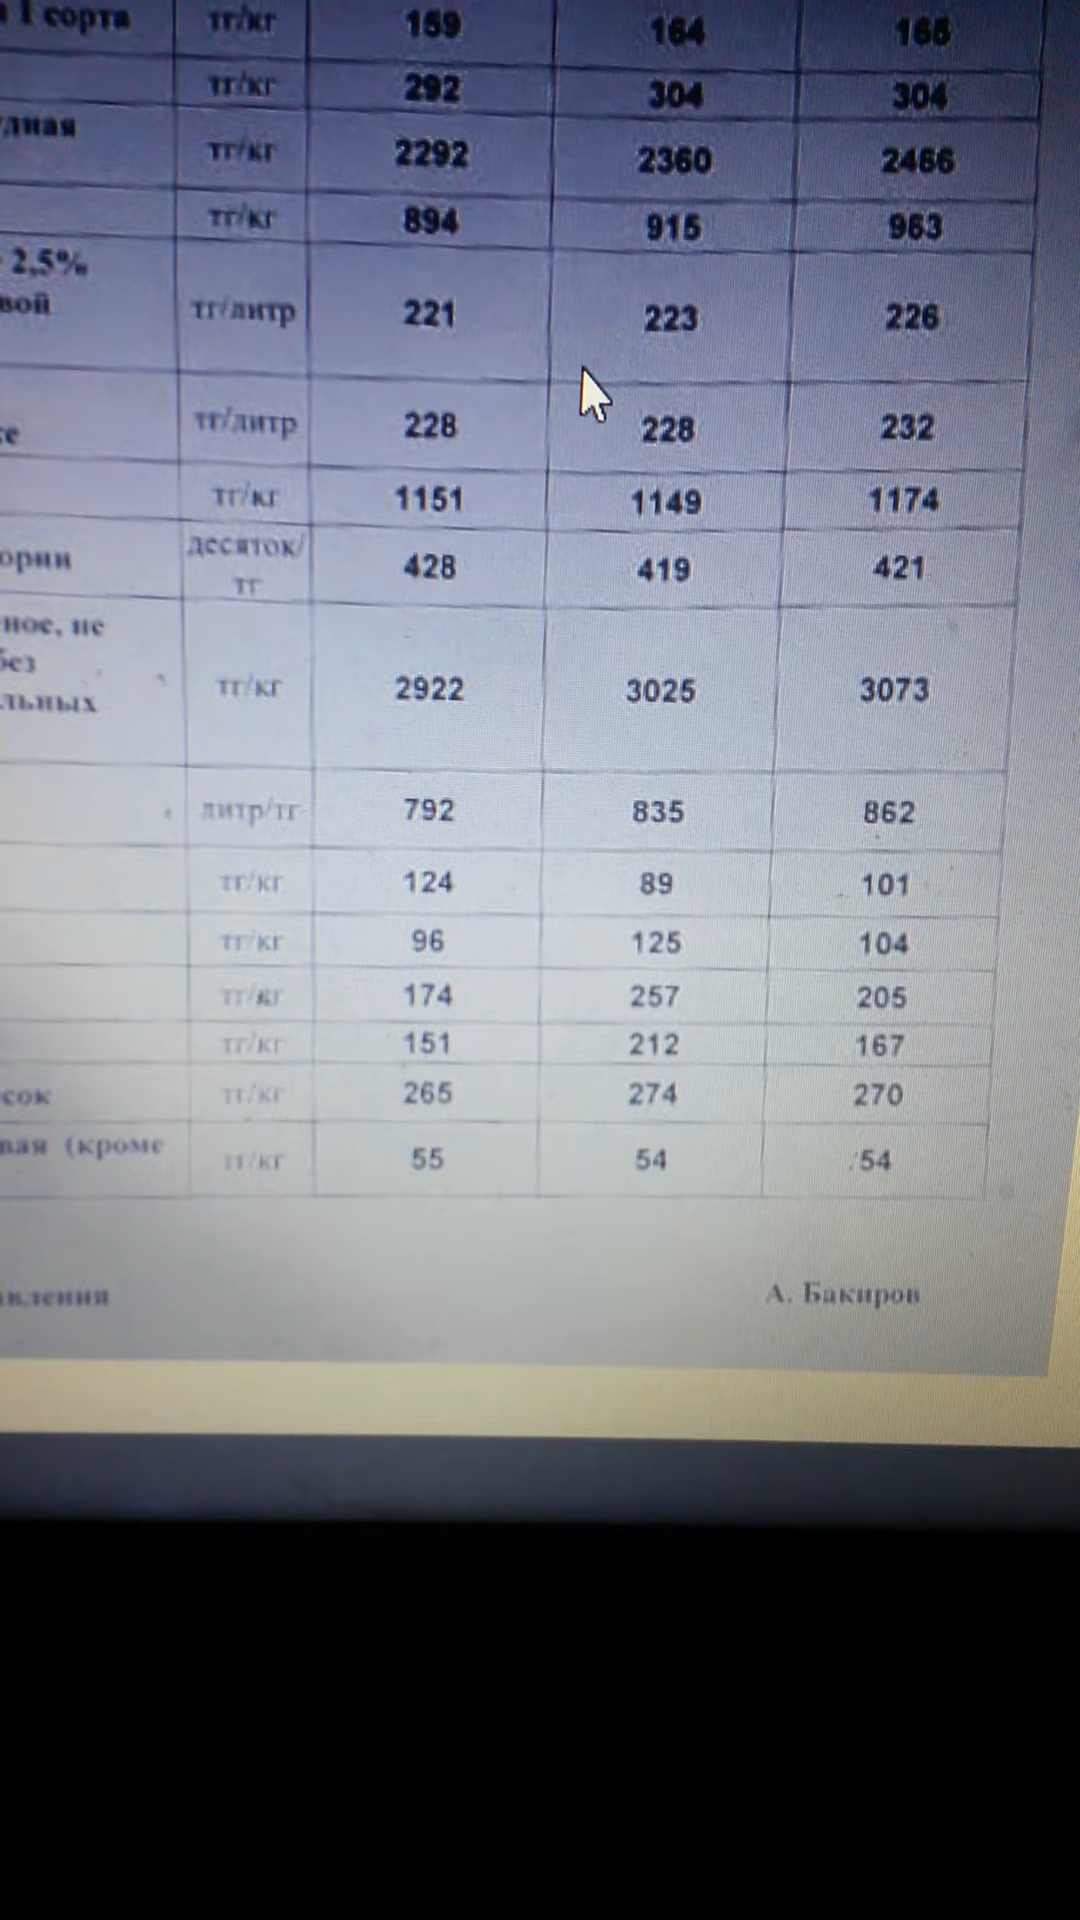 1 сорта тг/кг 159 164 166
тг/кг 292 304 304
тг/кг 2292 2360 2466
тг/кг 894 915 963
2,5%
тг/литр 221 223 226
тг/литр 228 228 232
тг/кг 1151 1149 1174
десяток/
тг
428 419 421
ное, не
без
льных
тг/кг 2922 3025 3073
литр/тг 792 835 862
тг/кг 124 89 101
тг/кг 96 125 104
тг/кг 174 257 205
тг/кг 151 212 167
сок тг/кг 265 274 270
вая (кроме
тг/кг 55 54 54
вления А. Бакиров